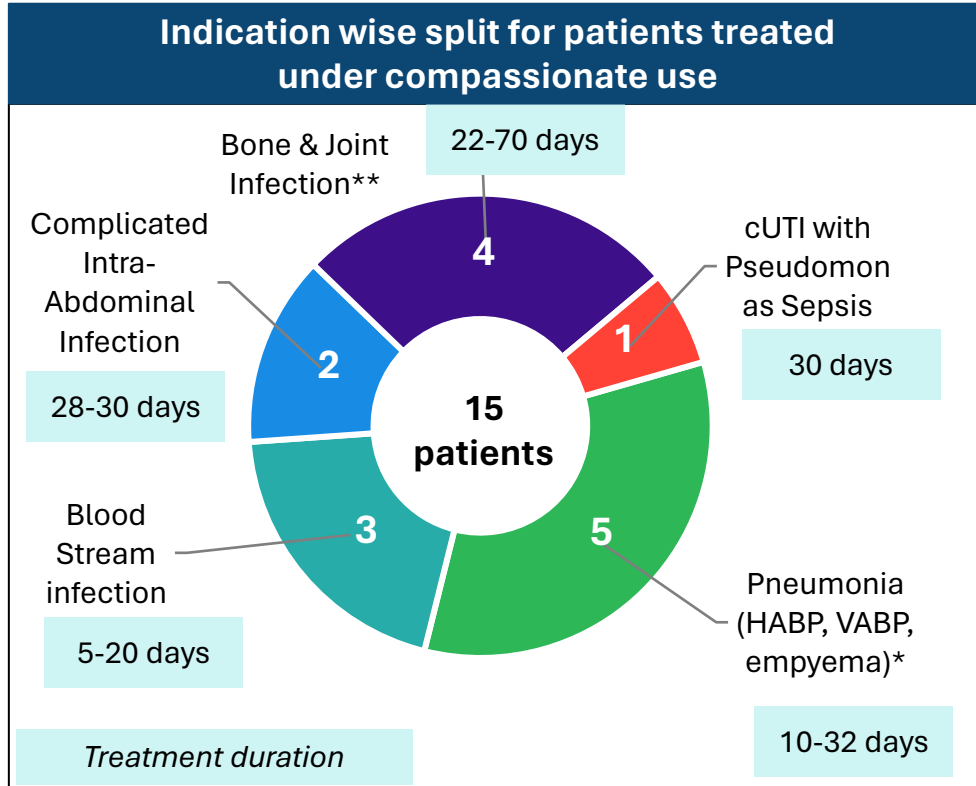 Indication wise split for patients treated
under compassionate use
Bone & Joint
Infection**
22-70 days
4
cUTI with
Pseudomon
as Sepsis
1
30 days
Complicated
Intra-
Abdominal
Infection
2
28-30 days
15
patients
Blood
Stream
infection
3
5-20 days
5
Pneumonia
(HABP, VABP,
empyema)*
10-32 days
Treatment duration